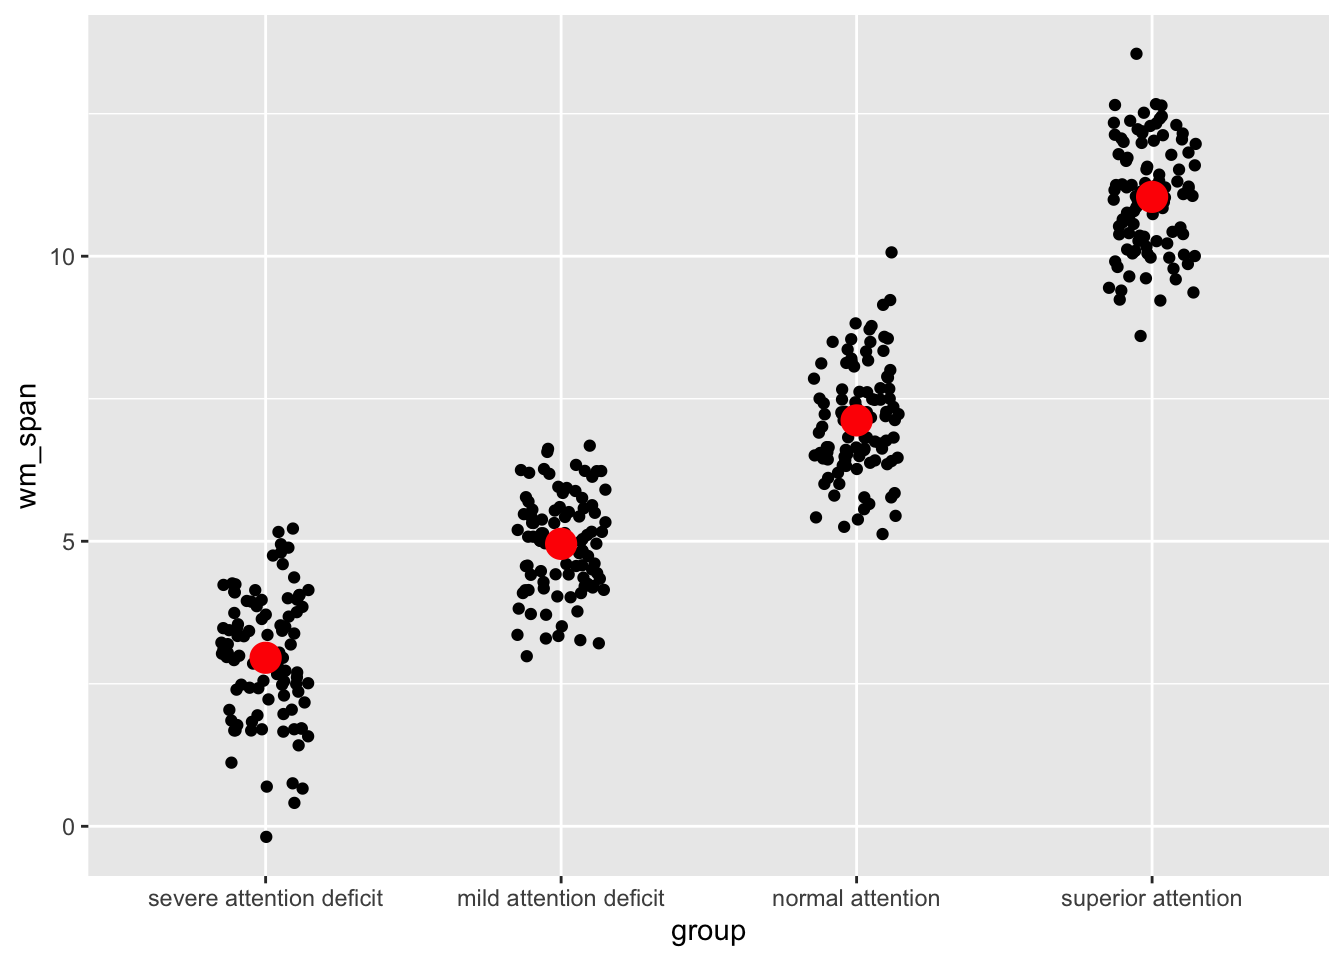 wm_span
10
5
0
severe attention deficit
mild attention deficit
normal attention
superior attention
group